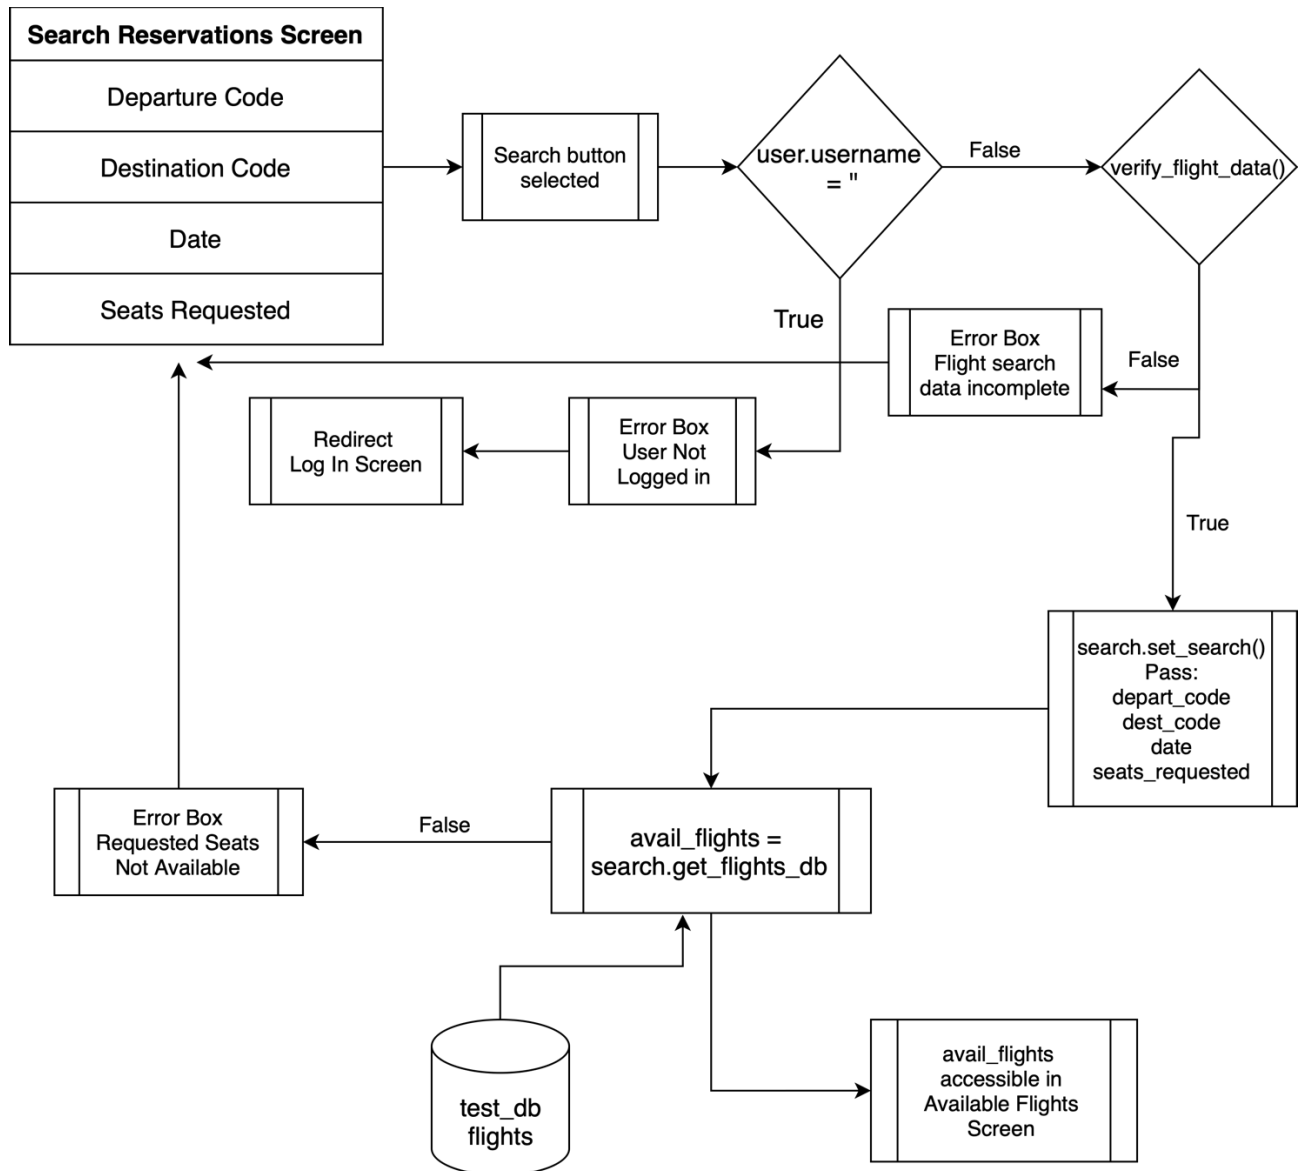 Search Reservations Screen
Departure Code
Destination Code
Date
Seats Requested
Search button
selected
user.username
= "
False
verify_flight_data()
True
Error Box
Flight search
data incomplete
False
Redirect
Log In Screen
Error Box
User Not
Logged in
True
search.set_search()
Pass:
depart_code
dest_code
date
seats_requested
Error Box
Requested Seats
Not Available
False
avail_flights =
search.get_flights_db
test_db
flights
avail_flights
accessible in
Available Flights
Screen